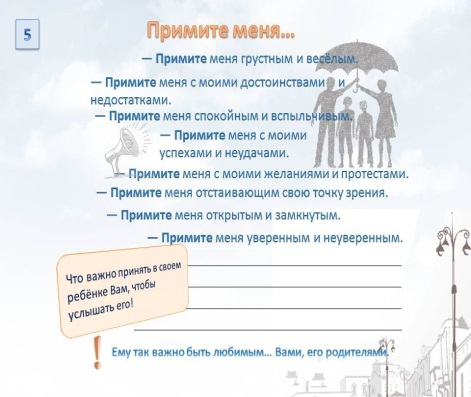 5
Примите меня...
— Примите меня грустным и весёлым.
— Примите меня с моими достоинствами и
недостатками.
— Примите меня спокойным и вспыльчивым.
— Примите меня с моими
успехами и неудачами.
— Примите меня с моими желаниями и протестами.
— Примите меня отстаивающим свою точку зрения.
— Примите меня открытым и замкнутым.
— Примите меня уверенным и неуверенным.
Что важно принять в своем
ребёнке Вам, чтобы
услышать его!
! Ему так важно быть любимым... Вами, его родителями.